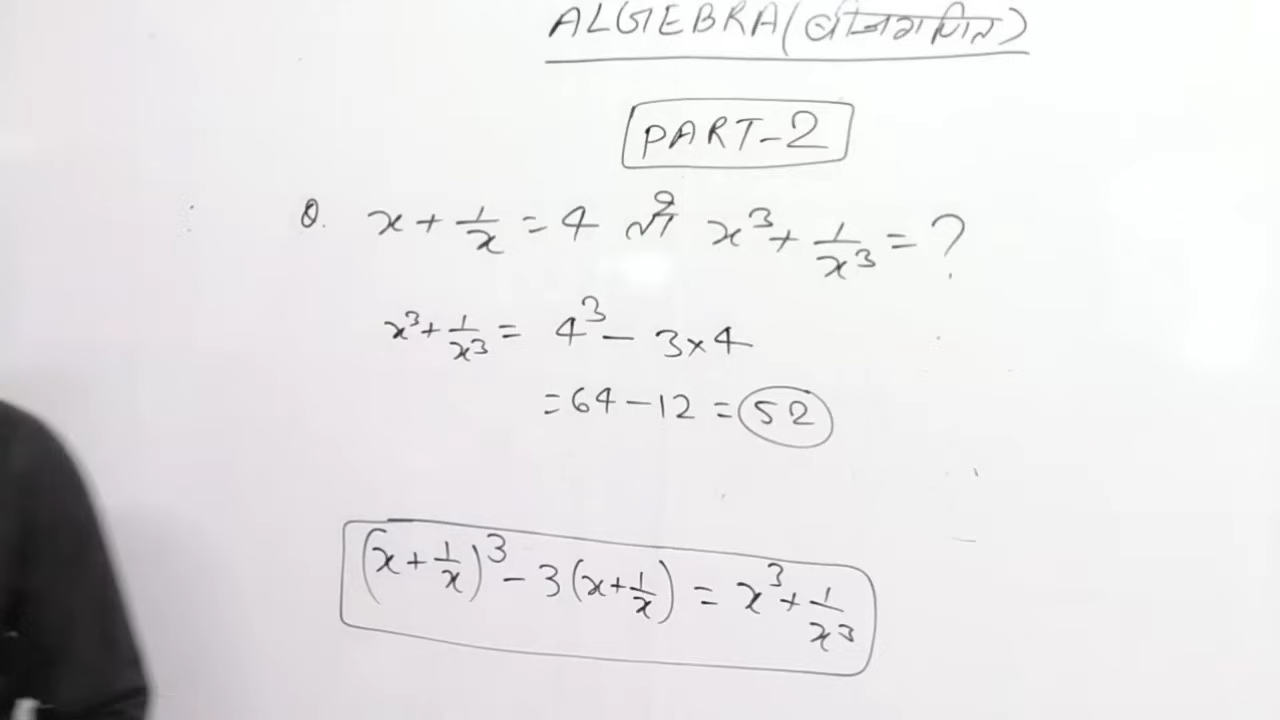 ALGEBRA (बीजगणित)
PART-2
Q. x + 1/x = 4 तो x³ + 1/x³ = ?
x³ + 1/x³ = 4³ - 3×4
= 64 - 12 = 52
(x + 1/x)³ - 3(x + 1/x) = x³ + 1/x³